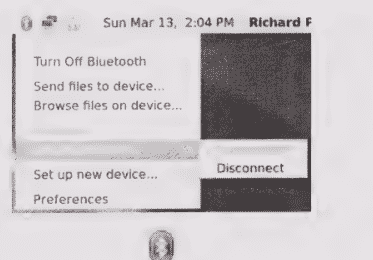 Sun Mar 13, 2:04 PM Richard F
Turn Off Bluetooth
Send files to device...
Browse files on device...
Disconnect
Set up new device...
Preferences